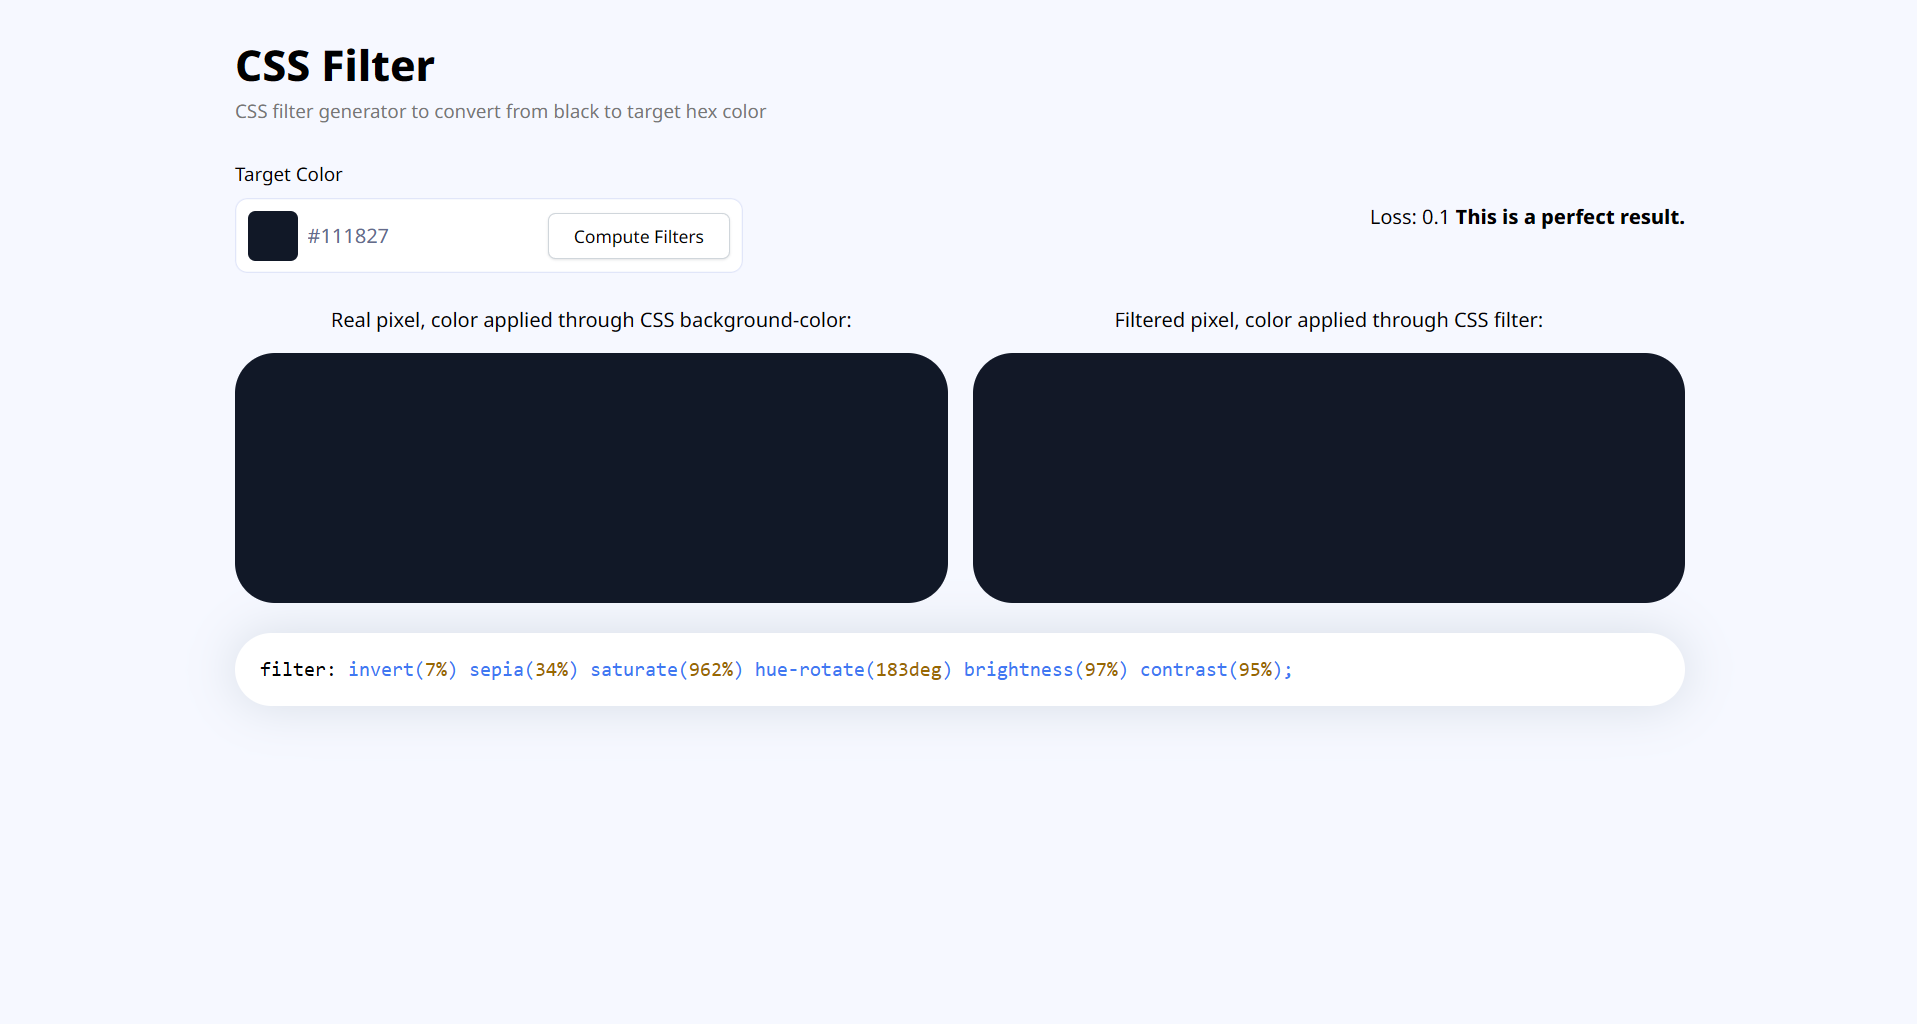 CSS Filter
CSS filter generator to convert from black to target hex color
Target Color
#111827
Compute Filters
Loss: 0.1 This is a perfect result.
Real pixel, color applied through CSS background-color:
Filtered pixel, color applied through CSS filter:
filter: invert(7%) sepia(34%) saturate(962%) hue-rotate(183deg) brightness(97%) contrast(95%);